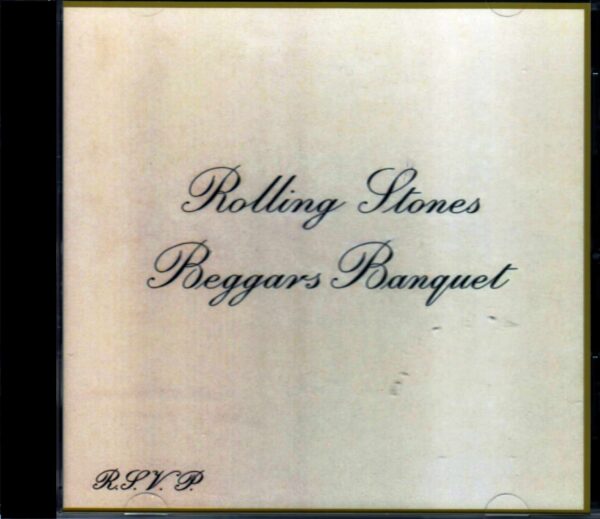 Rolling Stones
Beggars Banquet
R.S.V.P.